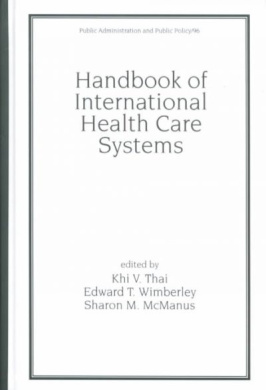 Public Administration and Public Policy/96
Handbook of
International
Health Care
Systems
edited by
Khi V. Thai
Edward T. Wimberley
Sharon M. McManus